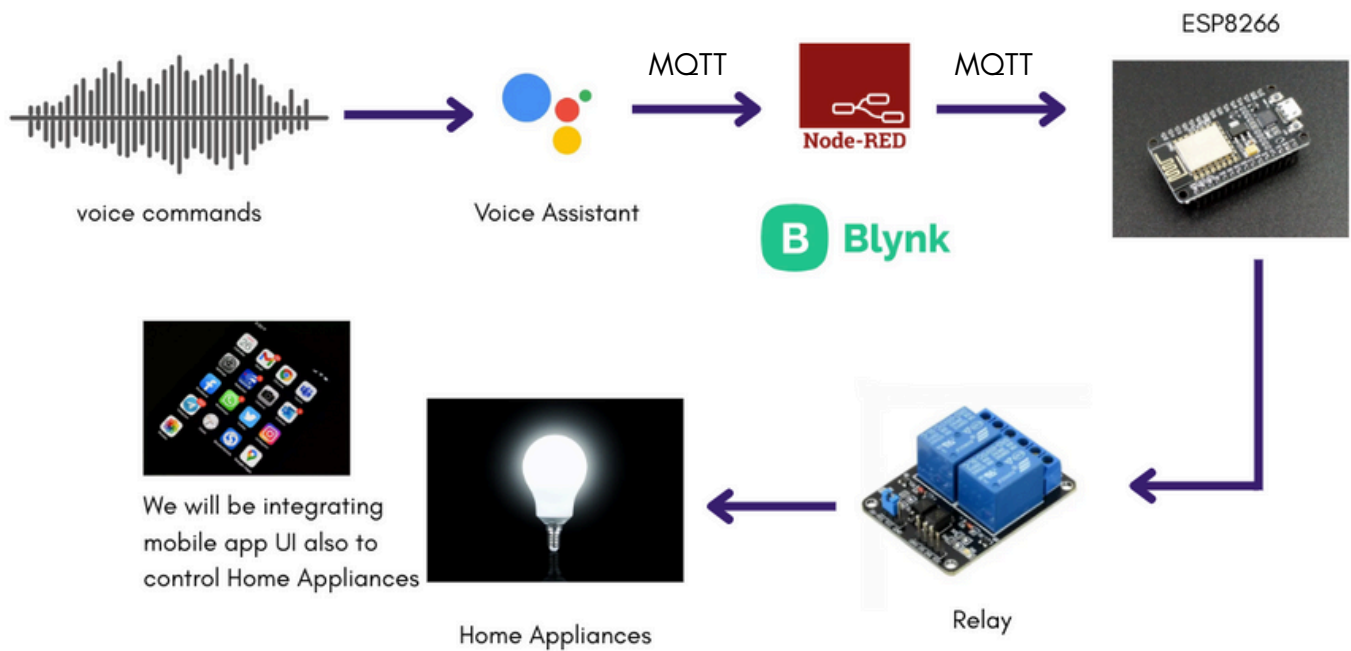 ESP8266
MQTT
MQTT
Node-RED
voice commands
Voice Assistant
B Blynk
We will be integrating
mobile app UI also to
control Home Appliances
Home Appliances
Relay